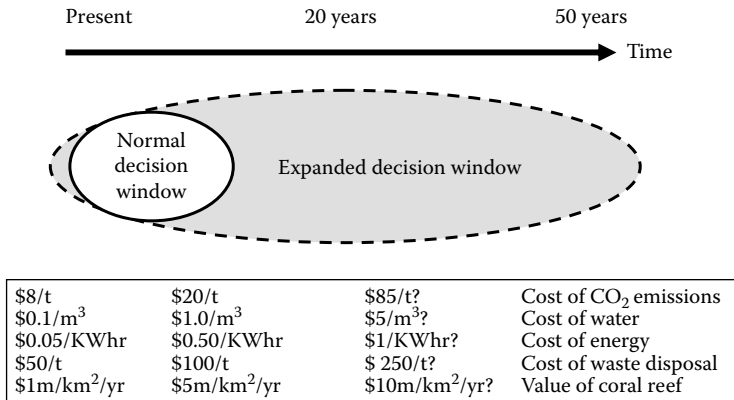 Present 20 years 50 years
Time
Normal
decision
window
Expanded decision window
$8/t $20/t $85/t? Cost of CO₂ emissions
$0.1/m³ $1.0/m³ $5/m³? Cost of water
$0.05/KWhr $0.50/KWhr $1/KWhr? Cost of energy
$50/t $100/t $ 250/t? Cost of waste disposal
$1m/km²/yr $5m/km²/yr $10m/km²/yr? Value of coral reef